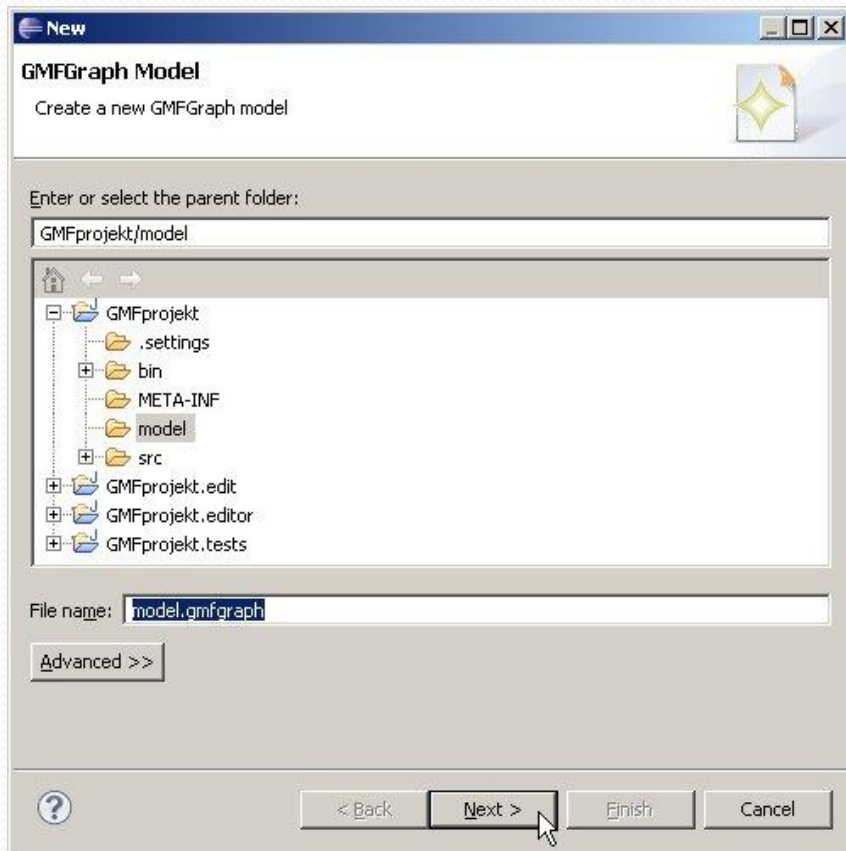 New
GMFGraph Model
Create a new GMFGraph model
Enter or select the parent folder:
GMFprojekt/model
GMFprojekt
.settings
bin
META-INF
model
src
GMFprojekt.edit
GMFprojekt.editor
GMFprojekt.tests
File name: model.gmfgraph
Advanced >>
< Back Next > Finish Cancel